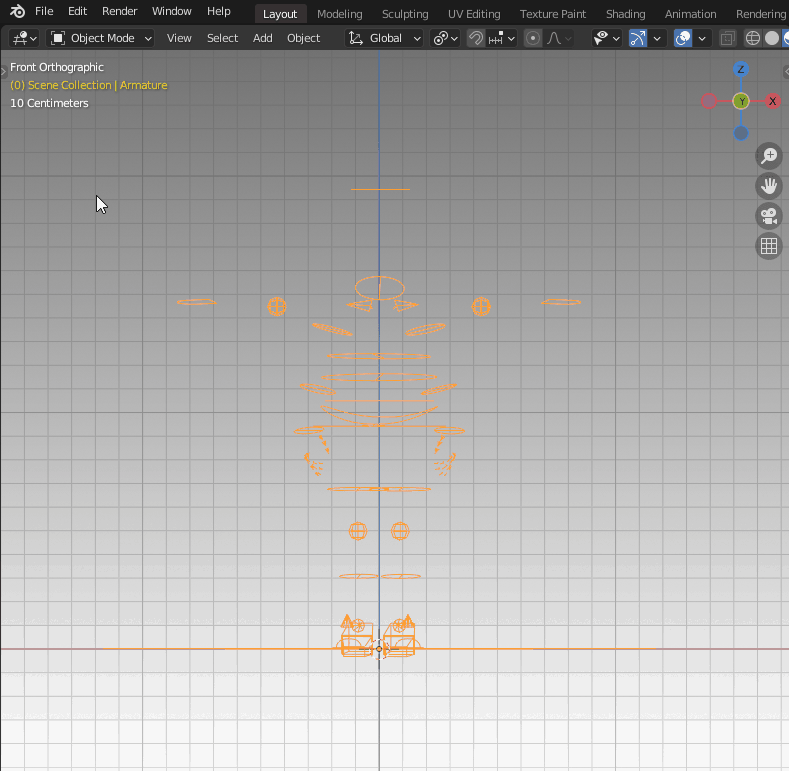 File Edit Render Window Help Layout Modeling Sculpting UV Editing Texture Paint Shading Animation Rendering
Object Mode View Select Add Object Global
Front Orthographic
(0) Scene Collection | Armature
10 Centimeters
Z
Y
X